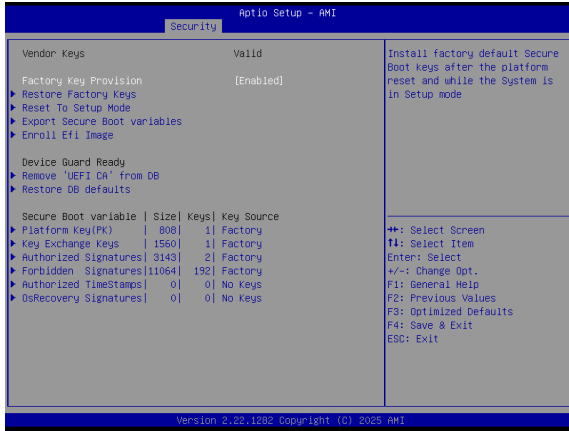 Aptio Setup - AMI
Security
Vendor Keys Valid
Factory Key Provision [Enabled]
Restore Factory Keys
Reset To Setup Mode
Export Secure Boot variables
Enroll Efi Image
Device Guard Ready
Remove 'UEFI CA' from DB
Restore DB defaults
Secure Boot variable | Size| Keys| Key Source
Platform Key(PK) | 808| 1| Factory
Key Exchange Keys | 1560| 1| Factory
Authorized Signatures| 3143| 2| Factory
Forbidden Signatures|11064| 192| Factory
Authorized TimeStamps| 0| 0| No Keys
OsRecovery Signatures| 0| 0| No Keys
Install factory default Secure
Boot keys after the platform
reset and while the System is
in Setup mode
→←: Select Screen
↑↓: Select Item
Enter: Select
+/-: Change Opt.
F1: General Help
F2: Previous Values
F3: Optimized Defaults
F4: Save & Exit
ESC: Exit
Version 2.22.1282 Copyright (C) 2025 AMI